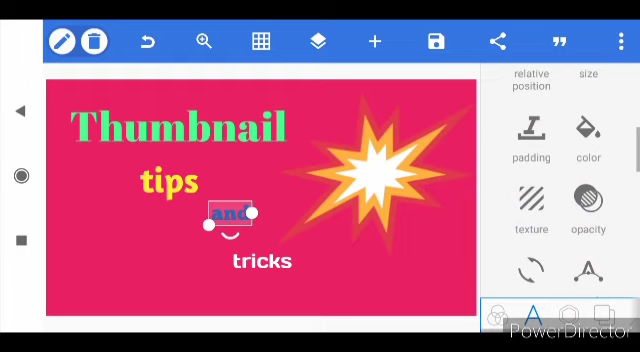 relative
position
size
Thumbnail
tips
and
tricks
padding
color
texture
opacity
PowerDirector